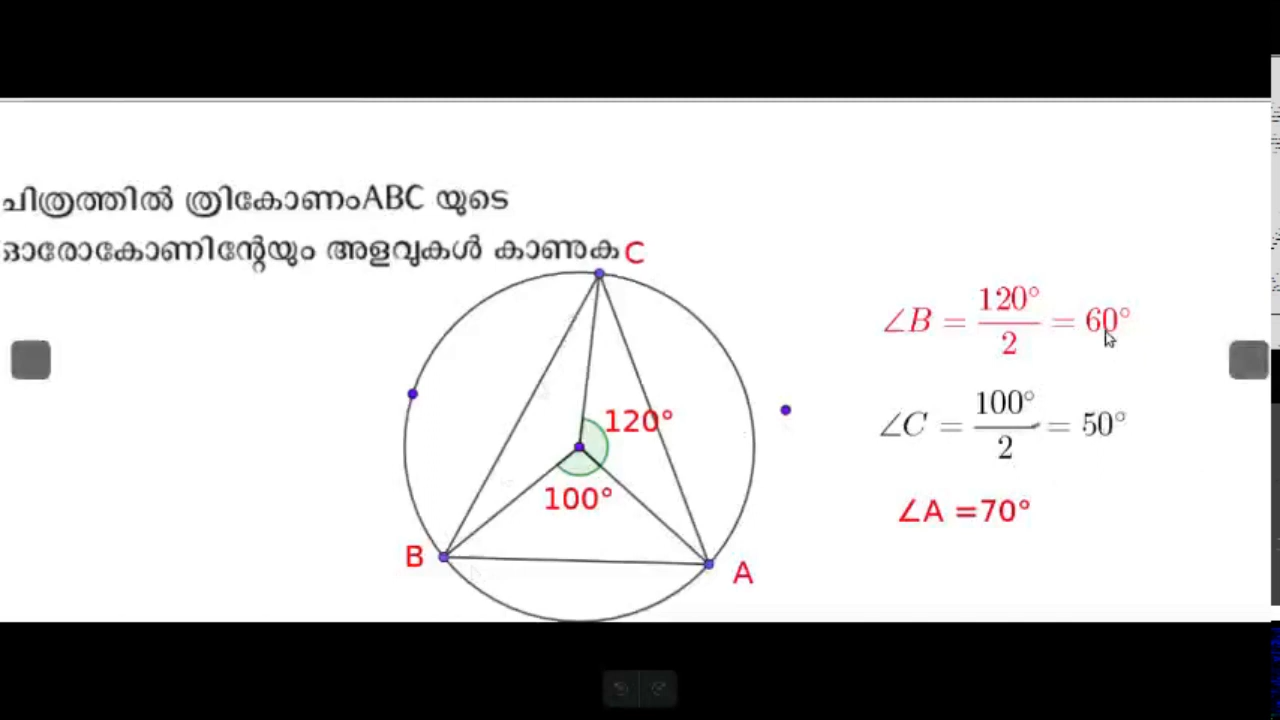 ചിത്രത്തിൽ ത്രികോണംABC യുടെ
ഓരോകോണിന്റേയും അളവുകൾ കാണുക
C
120°
100°
B
A
∠B = 120°/2 = 60°
∠C = 100°/2 = 50°
∠A =70°